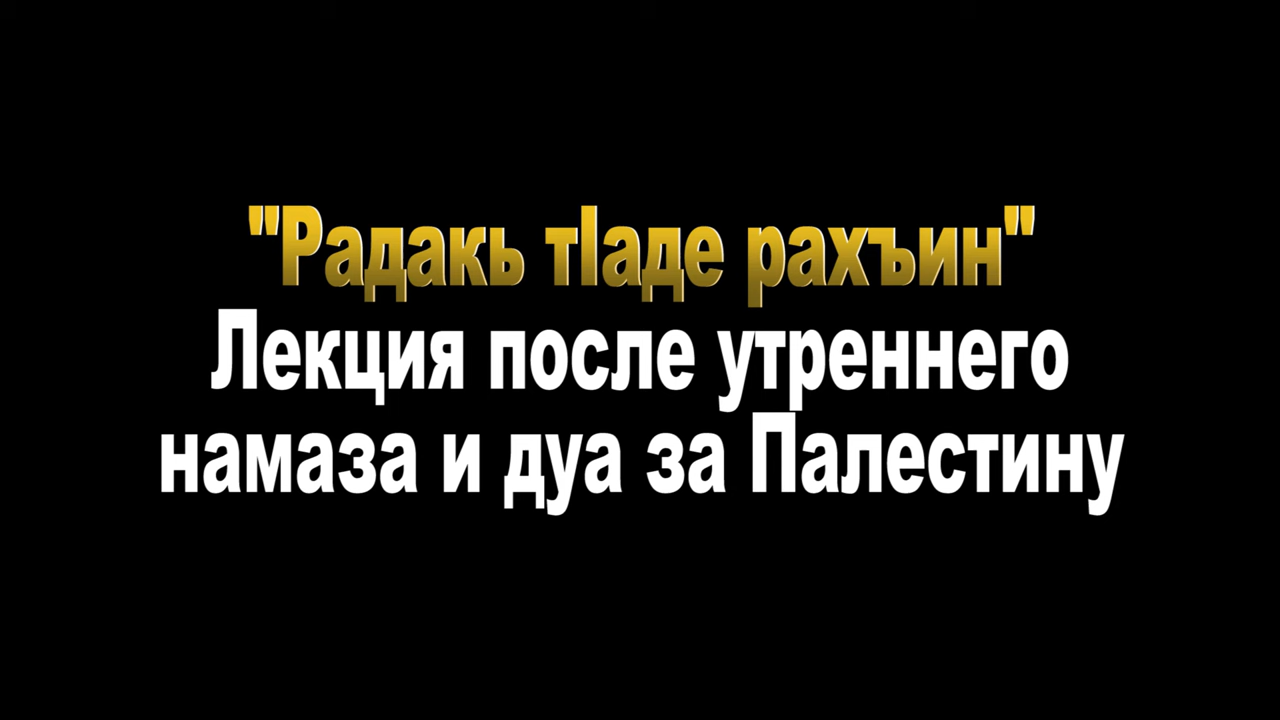 "Радакь тӀаде рахъин"
Лекция после утреннего
намаза и дуа за Палестину